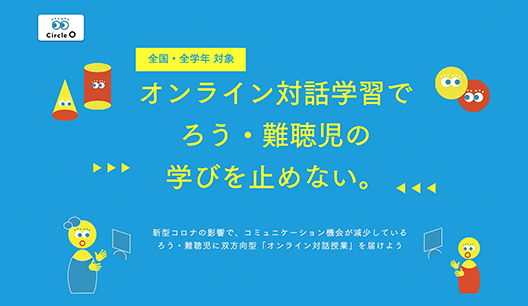 Circle O
全国・全学年 対象
オンライン対話学習で
ろう・難聴児の
学びを止めない。
新型コロナの影響で、コミュニケーション機会が減少している
ろう・難聴児に双方向型「オンライン対話授業」を届けよう